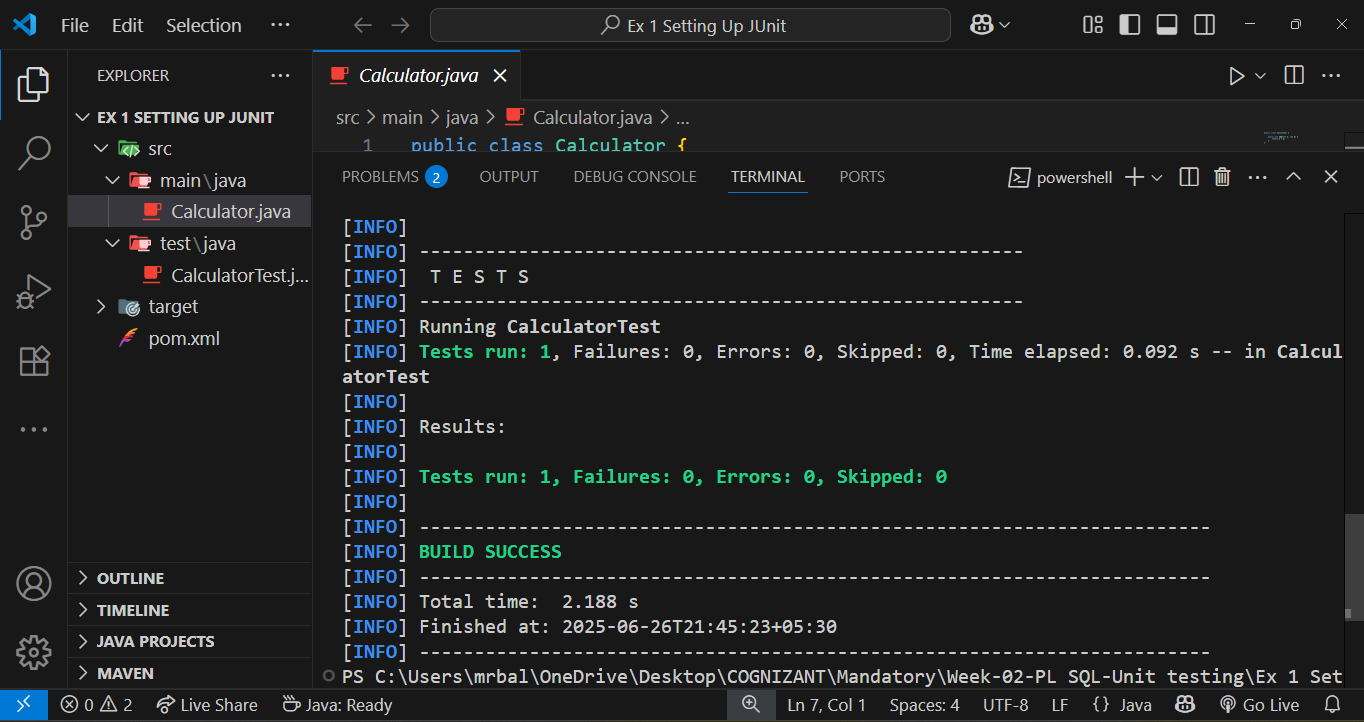 File Edit Selection ··· Ex 1 Setting Up JUnit
EXPLORER ···
EX 1 SETTING UP JUNIT
src
main\java
Calculator.java
test\java
CalculatorTest.j...
target
pom.xml
OUTLINE
TIMELINE
JAVA PROJECTS
MAVEN
Calculator.java
src > main > java > Calculator.java > ...
1 public class Calculator {
PROBLEMS 2 OUTPUT DEBUG CONSOLE TERMINAL PORTS powershell
[INFO]
[INFO] -------------------------------------------------------
[INFO]  T E S T S
[INFO] -------------------------------------------------------
[INFO] Running CalculatorTest
[INFO] Tests run: 1, Failures: 0, Errors: 0, Skipped: 0, Time elapsed: 0.092 s -- in Calcul
atorTest
[INFO]
[INFO] Results:
[INFO]
[INFO] Tests run: 1, Failures: 0, Errors: 0, Skipped: 0
[INFO]
[INFO] ------------------------------------------------------------------------
[INFO] BUILD SUCCESS
[INFO] ------------------------------------------------------------------------
[INFO] Total time:  2.188 s
[INFO] Finished at: 2025-06-26T21:45:23+05:30
[INFO] ------------------------------------------------------------------------
PS C:\Users\mrbal\OneDrive\Desktop\COGNIZANT\Mandatory\Week-02-PL SQL-Unit testing\Ex 1 Set
0 2 Live Share Java: Ready Ln 7, Col 1 Spaces: 4 UTF-8 LF {} Java Go Live